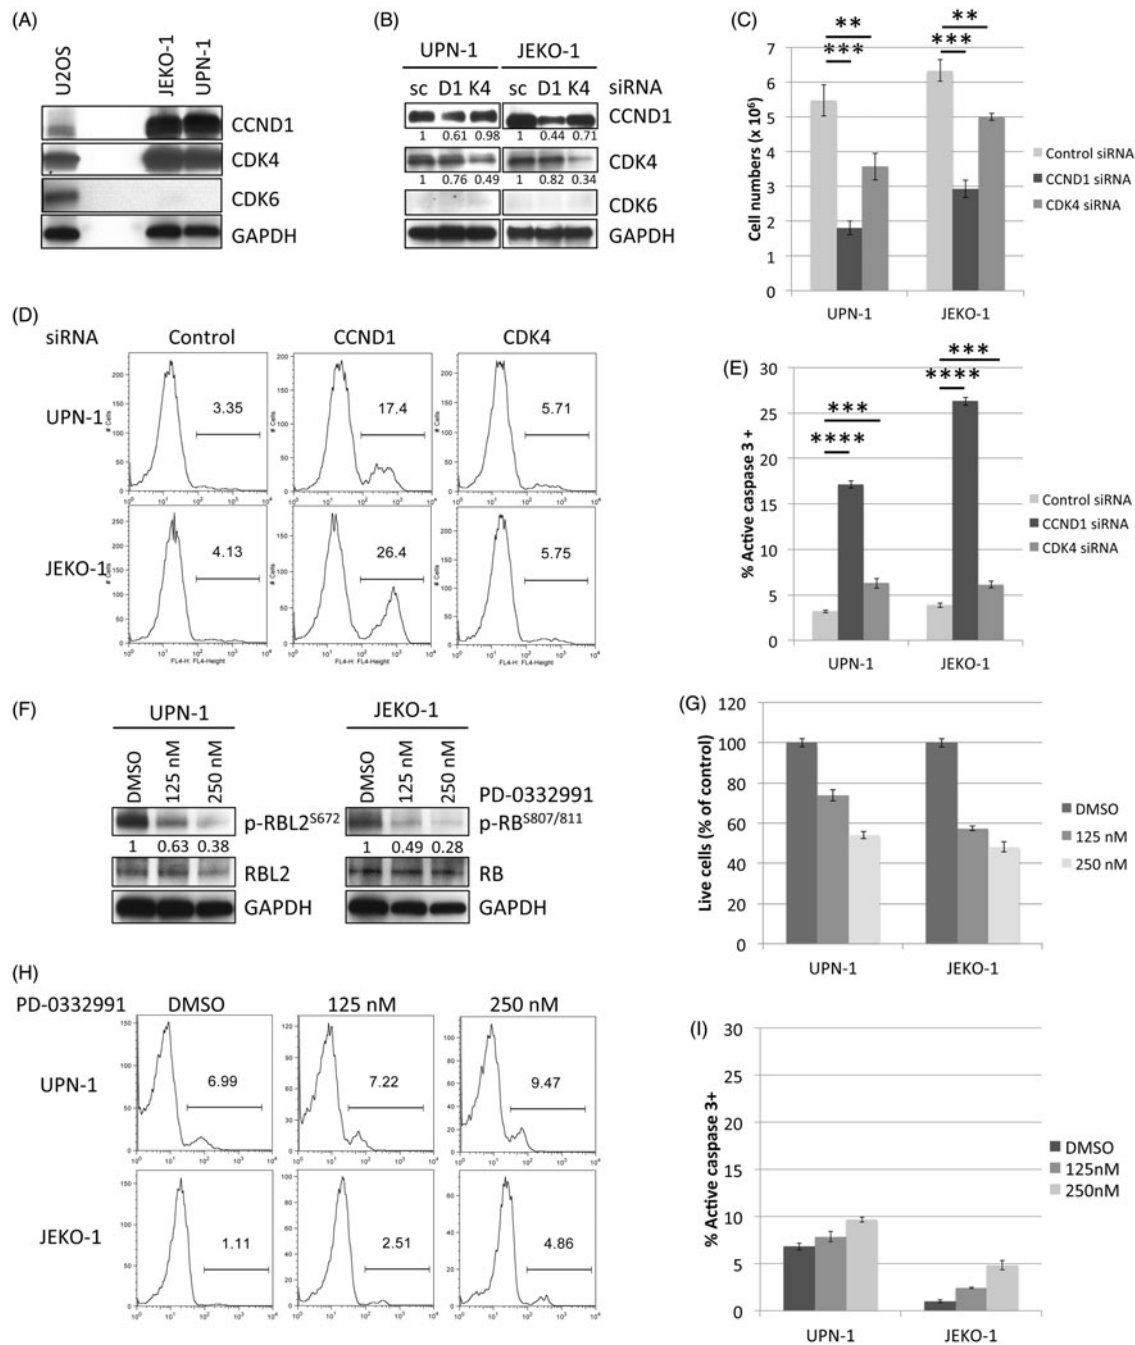 (A)
U2OS
JEKO-1
UPN-1
CCND1
CDK4
CDK6
GAPDH
(B)
UPN-1 JEKO-1
sc D1 K4 sc D1 K4 siRNA
CCND1
1 0.61 0.98 1 0.44 0.71
CDK4
1 0.76 0.49 1 0.82 0.34
CDK6
GAPDH
(C)
** **
*** ***
7
6
5
4
3
2
1
0
Cell numbers (x 10⁶)
UPN-1 JEKO-1
Control siRNA
CCND1 siRNA
CDK4 siRNA
(D)
siRNA Control CCND1 CDK4
UPN-1
3.35 17.4 5.71
JEKO-1
4.13 26.4 5.75
# Cells
FL4-H: FL4-Height FL4-H: FL4-Height FL4-H: FL4-Height
(E)
***
****
***
****
30
25
20
15
10
5
0
% Active caspase 3 +
UPN-1 JEKO-1
Control siRNA
CCND1 siRNA
CDK4 siRNA
(F)
UPN-1 JEKO-1
DMSO 125 nM 250 nM DMSO 125 nM 250 nM PD-0332991
p-RBL2S672 p-RBS807/811
1 0.63 0.38 1 0.49 0.28
RBL2 RB
GAPDH GAPDH
(G)
120
100
80
60
40
20
0
Live cells (% of control)
UPN-1 JEKO-1
DMSO
125 nM
250 nM
(H)
PD-0332991 DMSO 125 nM 250 nM
UPN-1
6.99 7.22 9.47
JEKO-1
1.11 2.51 4.86
(I)
30
25
20
15
10
5
0
% Active caspase 3+
UPN-1 JEKO-1
DMSO
125nM
250nM